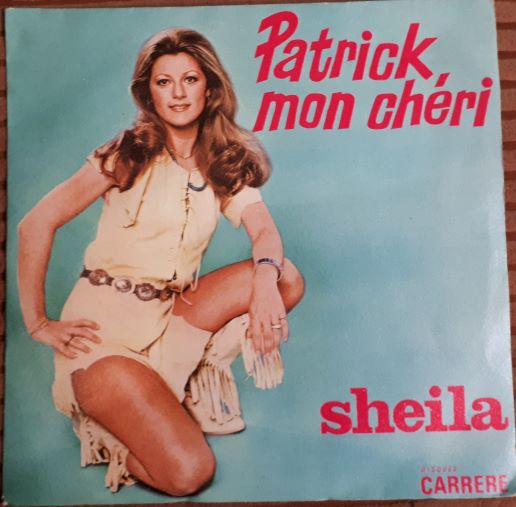 Patrick,
mon chéri
sheila
DISQUES
CARRERE